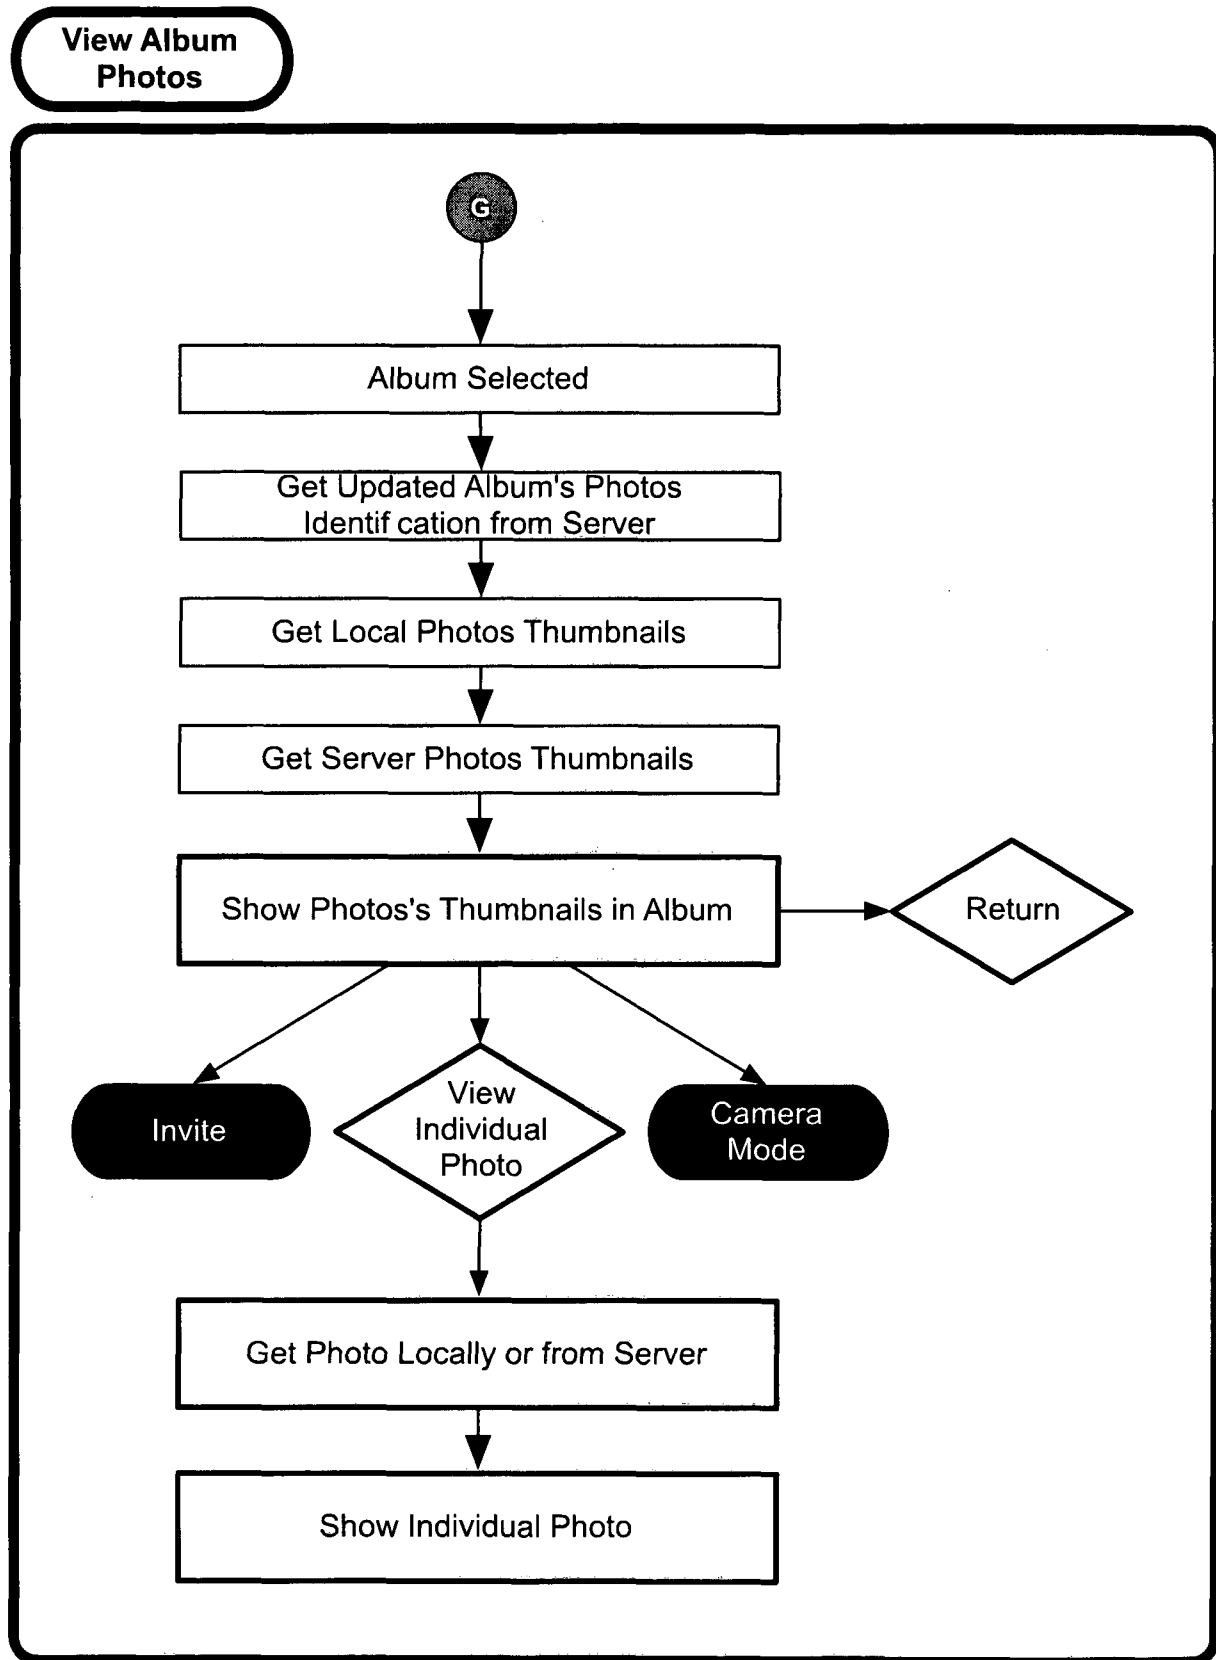 View Album
Photos
G
Album Selected
Get Updated Album's Photos
Identif cation from Server
Get Local Photos Thumbnails
Get Server Photos Thumbnails
Show Photos's Thumbnails in Album
Return
Invite
View
Individual
Photo
Camera
Mode
Get Photo Locally or from Server
Show Individual Photo